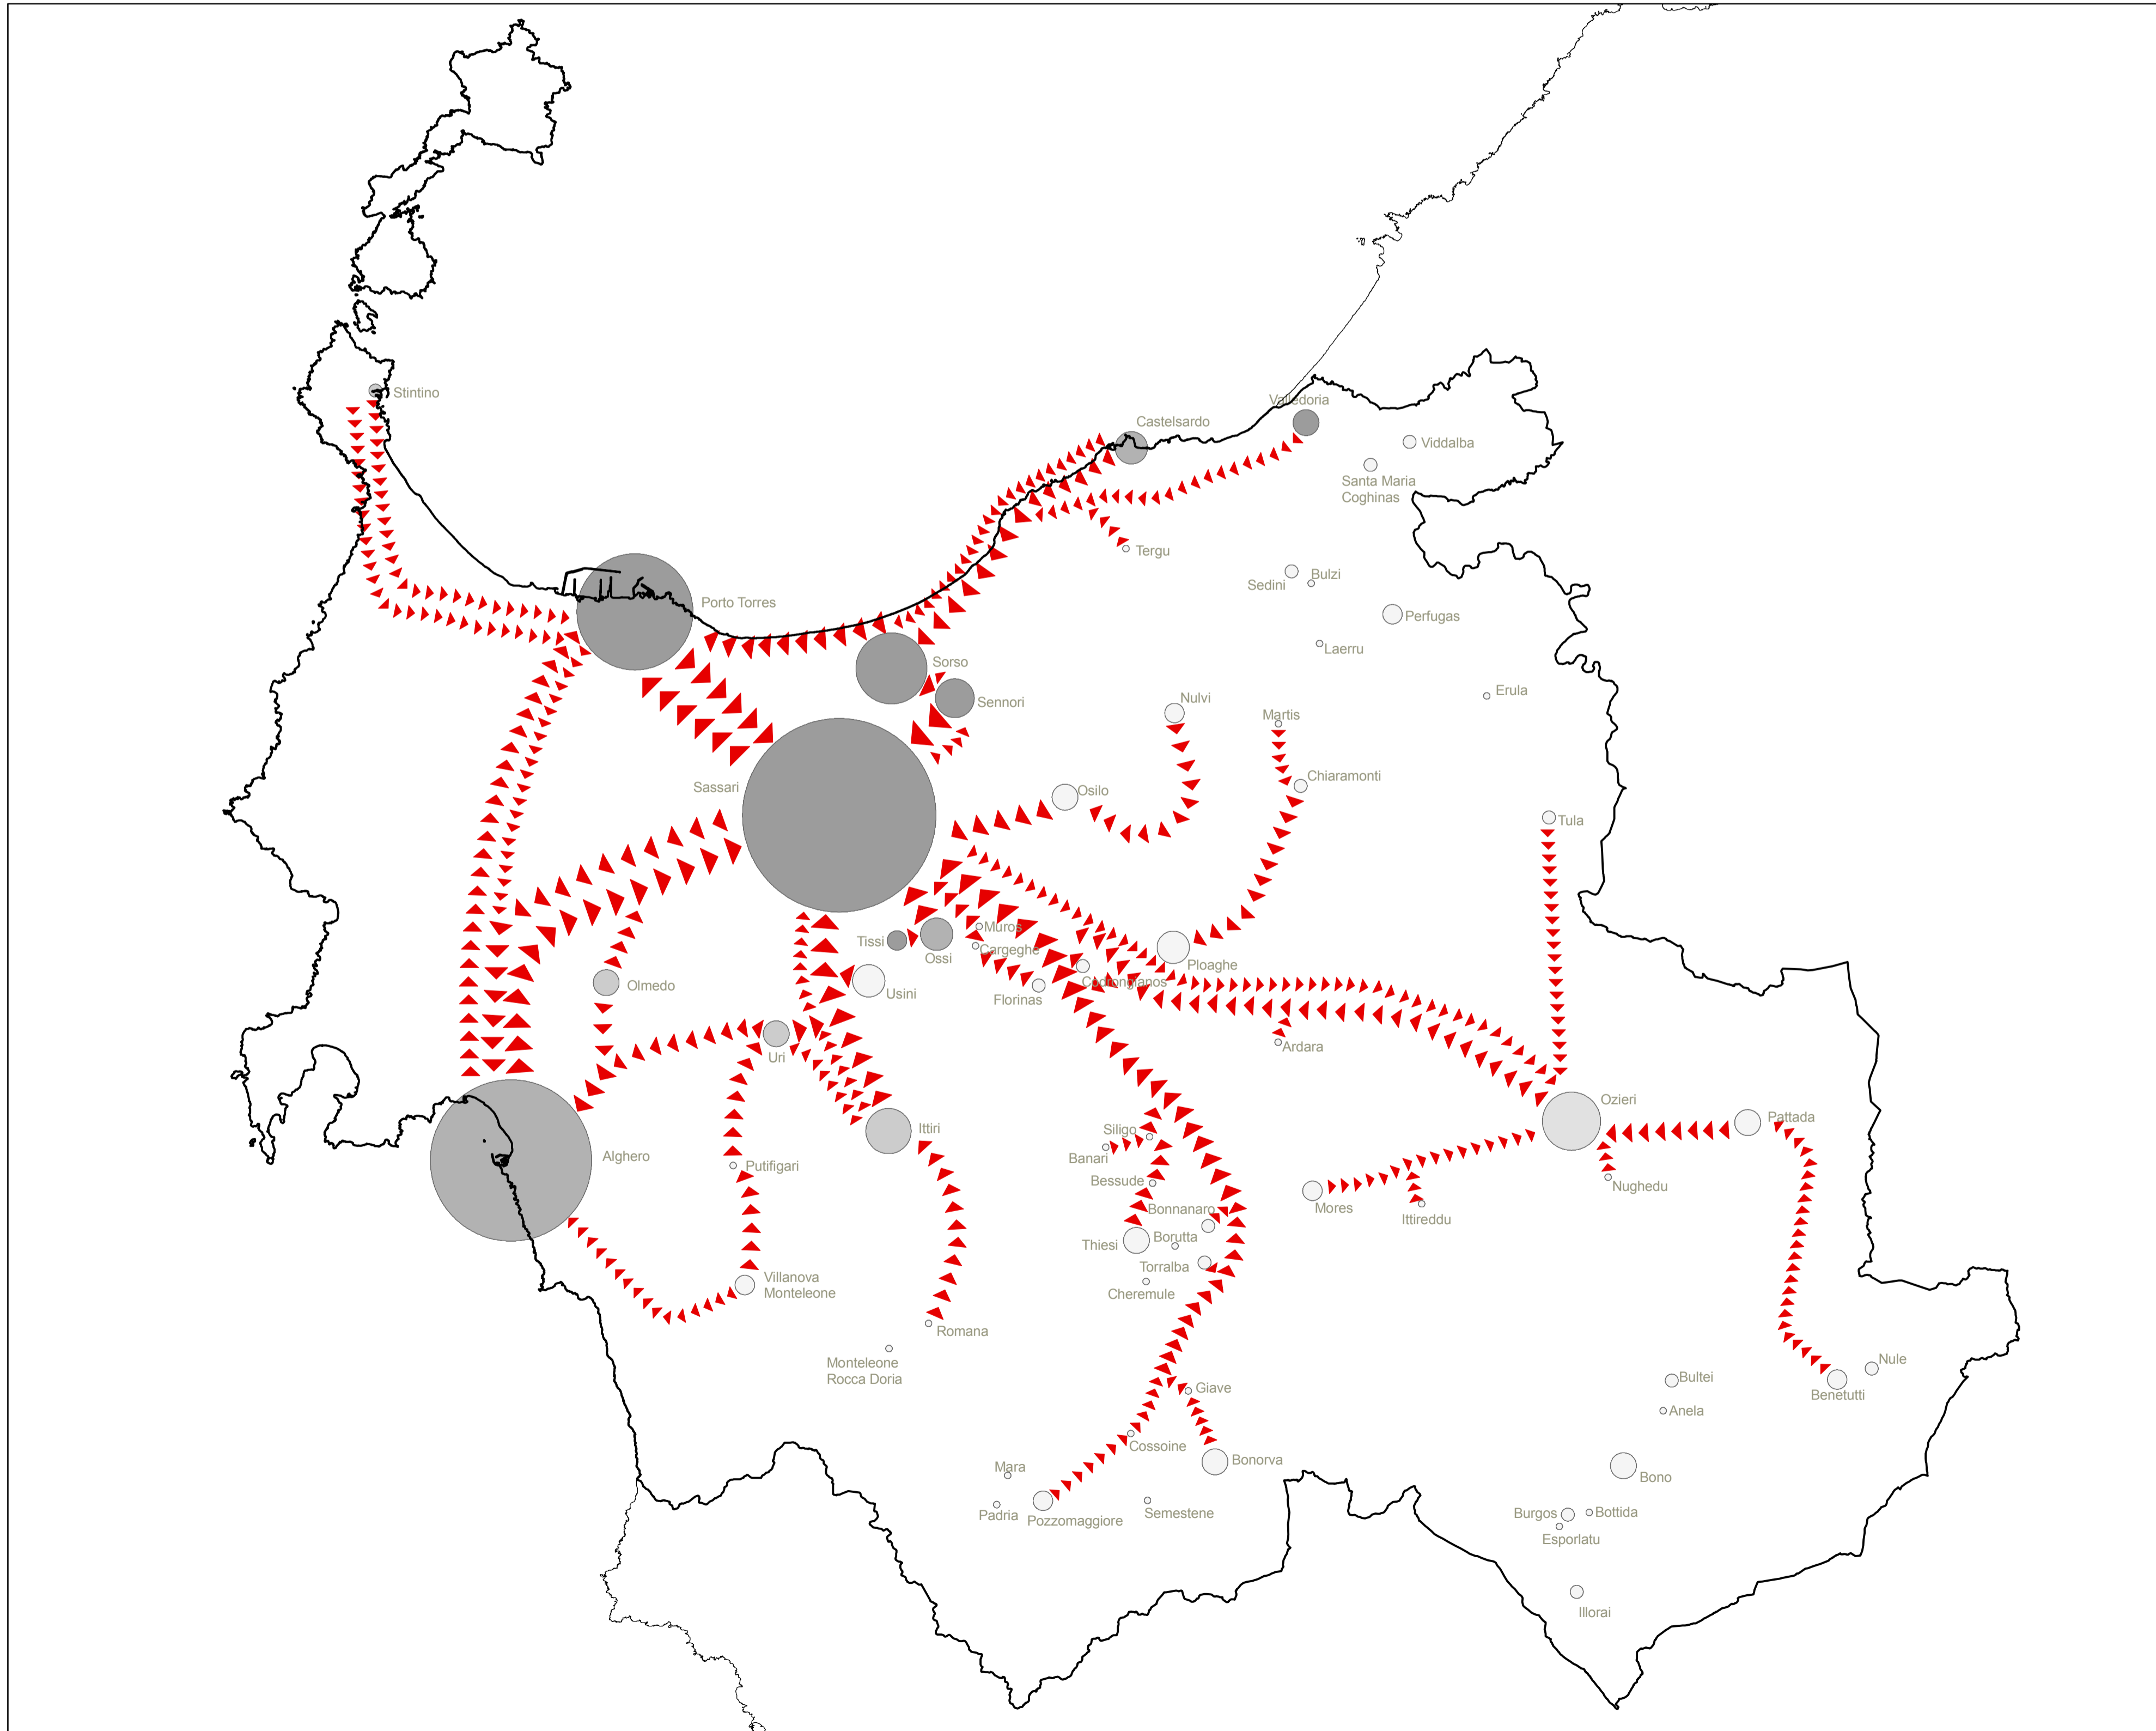 Stintino
Valledoria
Castelsardo
Viddalba
Santa Maria
Coghinas
Tergu
Bulzi
Sedini
Porto Torres
Perfugas
Laerru
Sorso
Erula
Sennori
Nulvi
Martis
Chiaramonti
Sassari
Osilo
Tula
Muros
Tissi
Cargeghe
Ossi
Ploaghe
Codrongianos
Olmedo
Usini
Florinas
Ardara
Uri
Ozieri
Pattada
Ittiri
Siligo
Alghero
Banari
Putifigari
Bessude
Nughedu
Bonnanaro
Mores
Ittireddu
Borutta
Thiesi
Torralba
Villanova
Monteleone
Cheremule
Romana
Monteleone
Rocca Doria
Nule
Bultei
Giave
Benetutti
Anela
Cossoine
Bonorva
Mara
Bono
Semestene
Padria
Pozzomaggiore
Burgos
Bottida
Esporlatu
Illorai